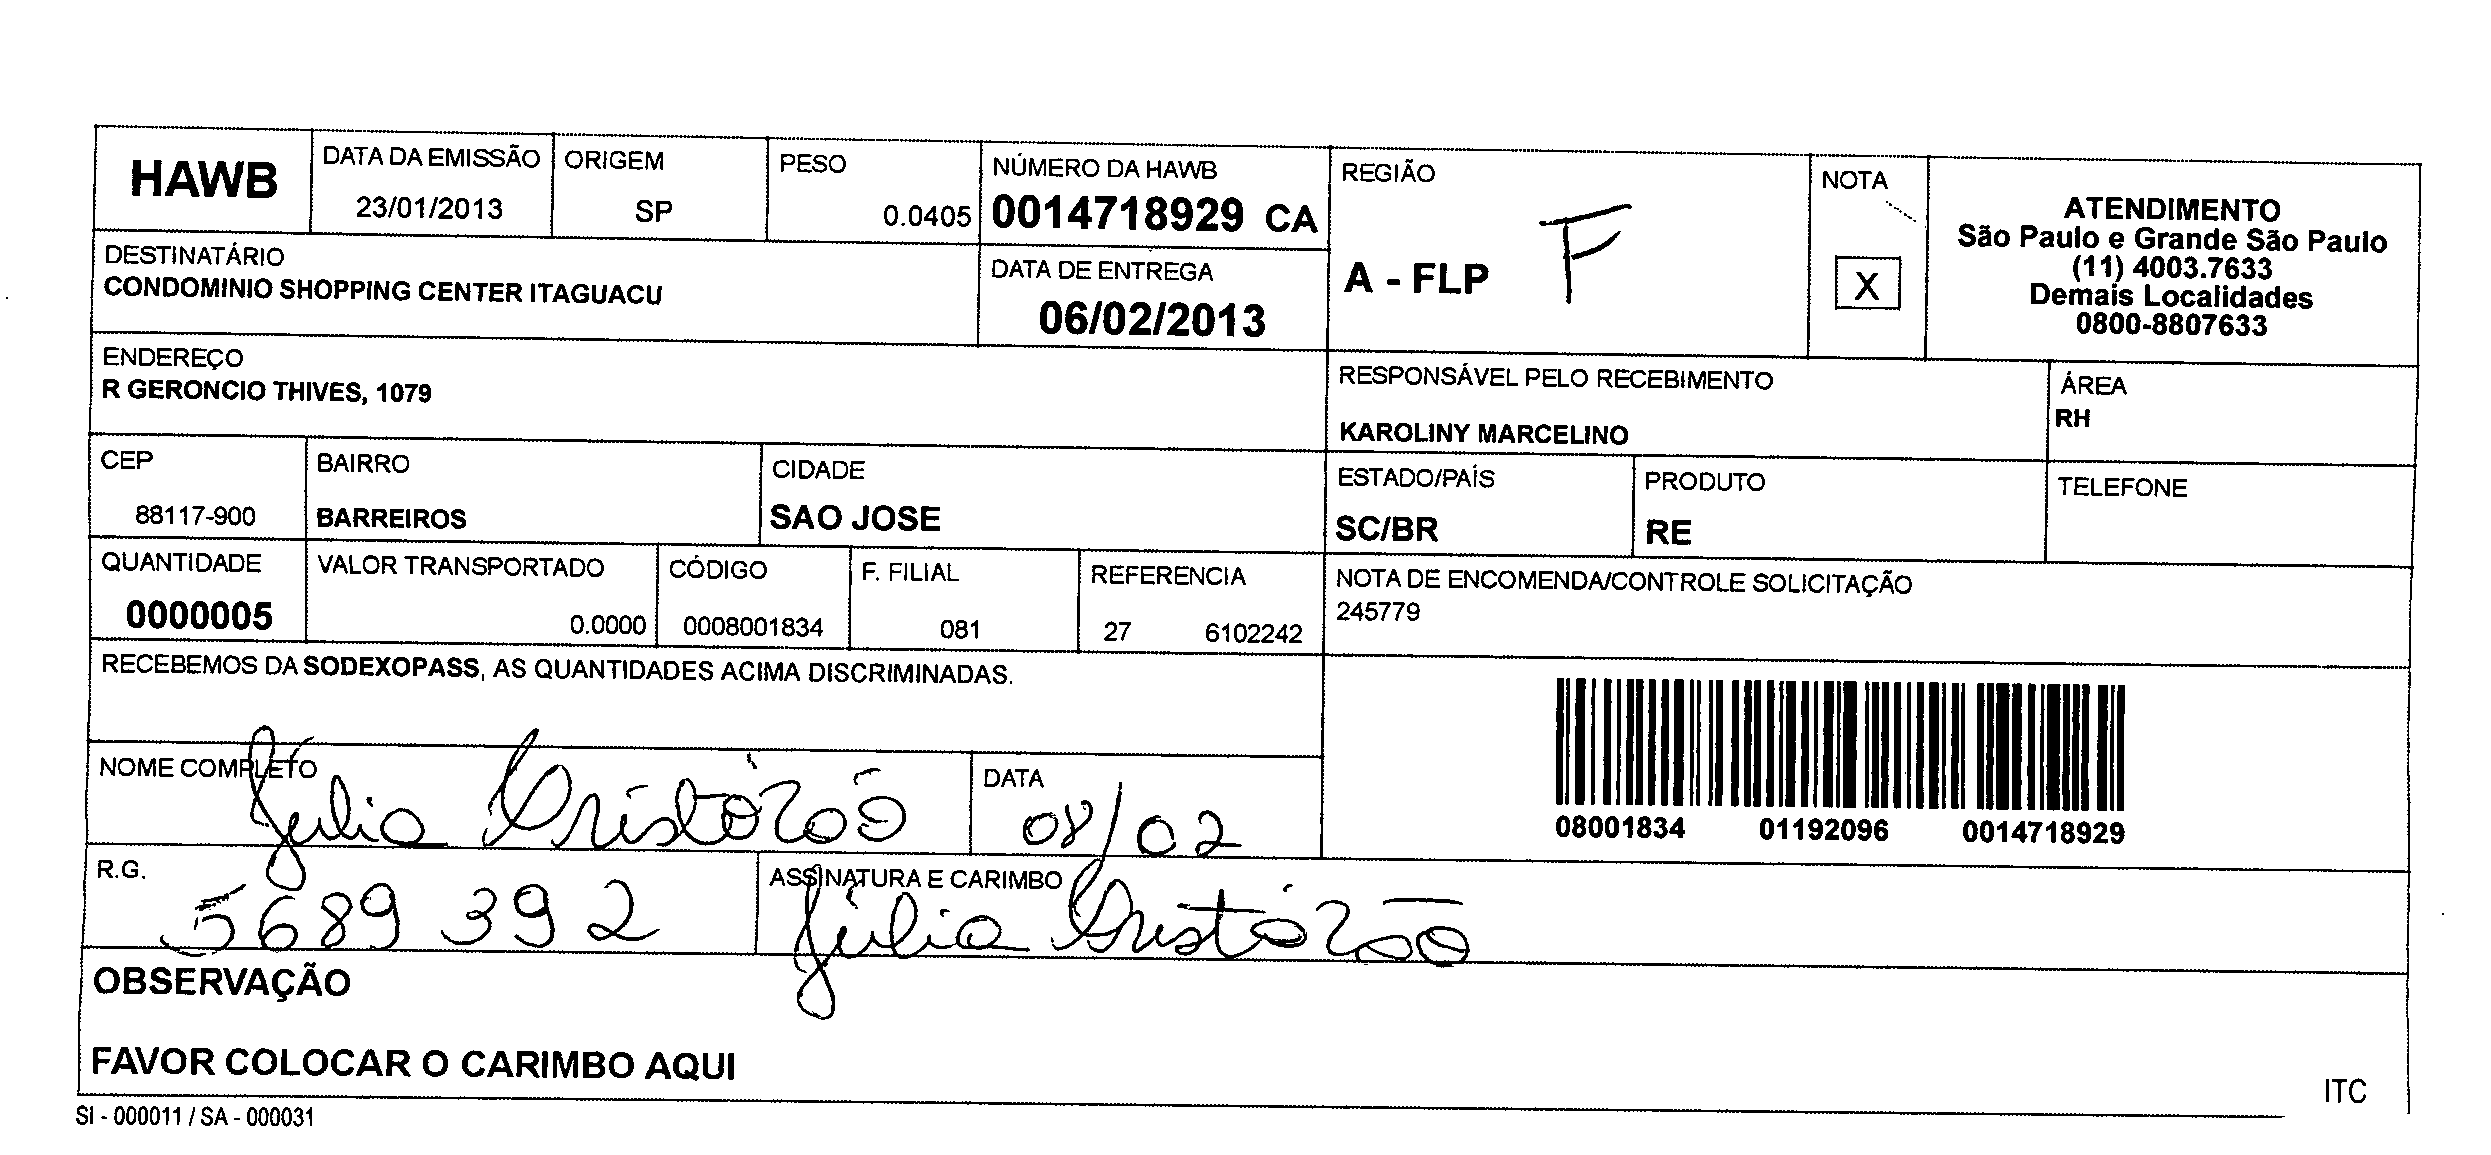 HAWB
DATA DA EMISSÃO
23/01/2013
ORIGEM
SP
PESO
0.0405
NÚMERO DA HAWB
0014718929 CA
REGIÃO
A - FLP
F
NOTA
X
ATENDIMENTO
São Paulo e Grande São Paulo
(11) 4003.7633
Demais Localidades
0800-8807633
DESTINATÁRIO
CONDOMINIO SHOPPING CENTER ITAGUACU
DATA DE ENTREGA
06/02/2013
ENDEREÇO
R GERONCIO THIVES, 1079
RESPONSÁVEL PELO RECEBIMENTO
KAROLINY MARCELINO
ÁREA
RH
CEP
88117-900
BAIRRO
BARREIROS
CIDADE
SAO JOSE
ESTADO/PAÍS
SC/BR
PRODUTO
RE
TELEFONE
QUANTIDADE
0000005
VALOR TRANSPORTADO
0.0000
CÓDIGO
0008001834
F. FILIAL
081
REFERENCIA
27 6102242
NOTA DE ENCOMENDA/CONTROLE SOLICITAÇÃO
245779
RECEBEMOS DA SODEXOPASS, AS QUANTIDADES ACIMA DISCRIMINADAS.
08001834 01192096 0014718929
NOME COMPLETO
Júlia
DATA
08/02
R.G.
5689392
ASSINATURA E CARIMBO
Júlia
OBSERVAÇÃO
FAVOR COLOCAR O CARIMBO AQUI
ITC
SI - 000011 / SA - 000031